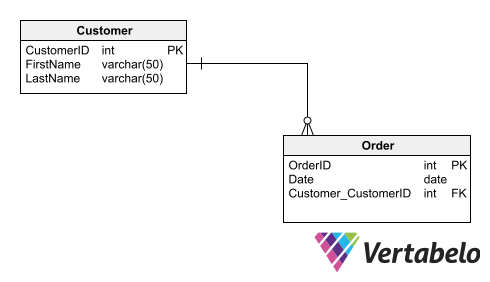 Customer
CustomerID int PK
FirstName varchar(50)
LastName varchar(50)
Order
OrderID int PK
Date date
Customer_CustomerID int FK
Vertabelo